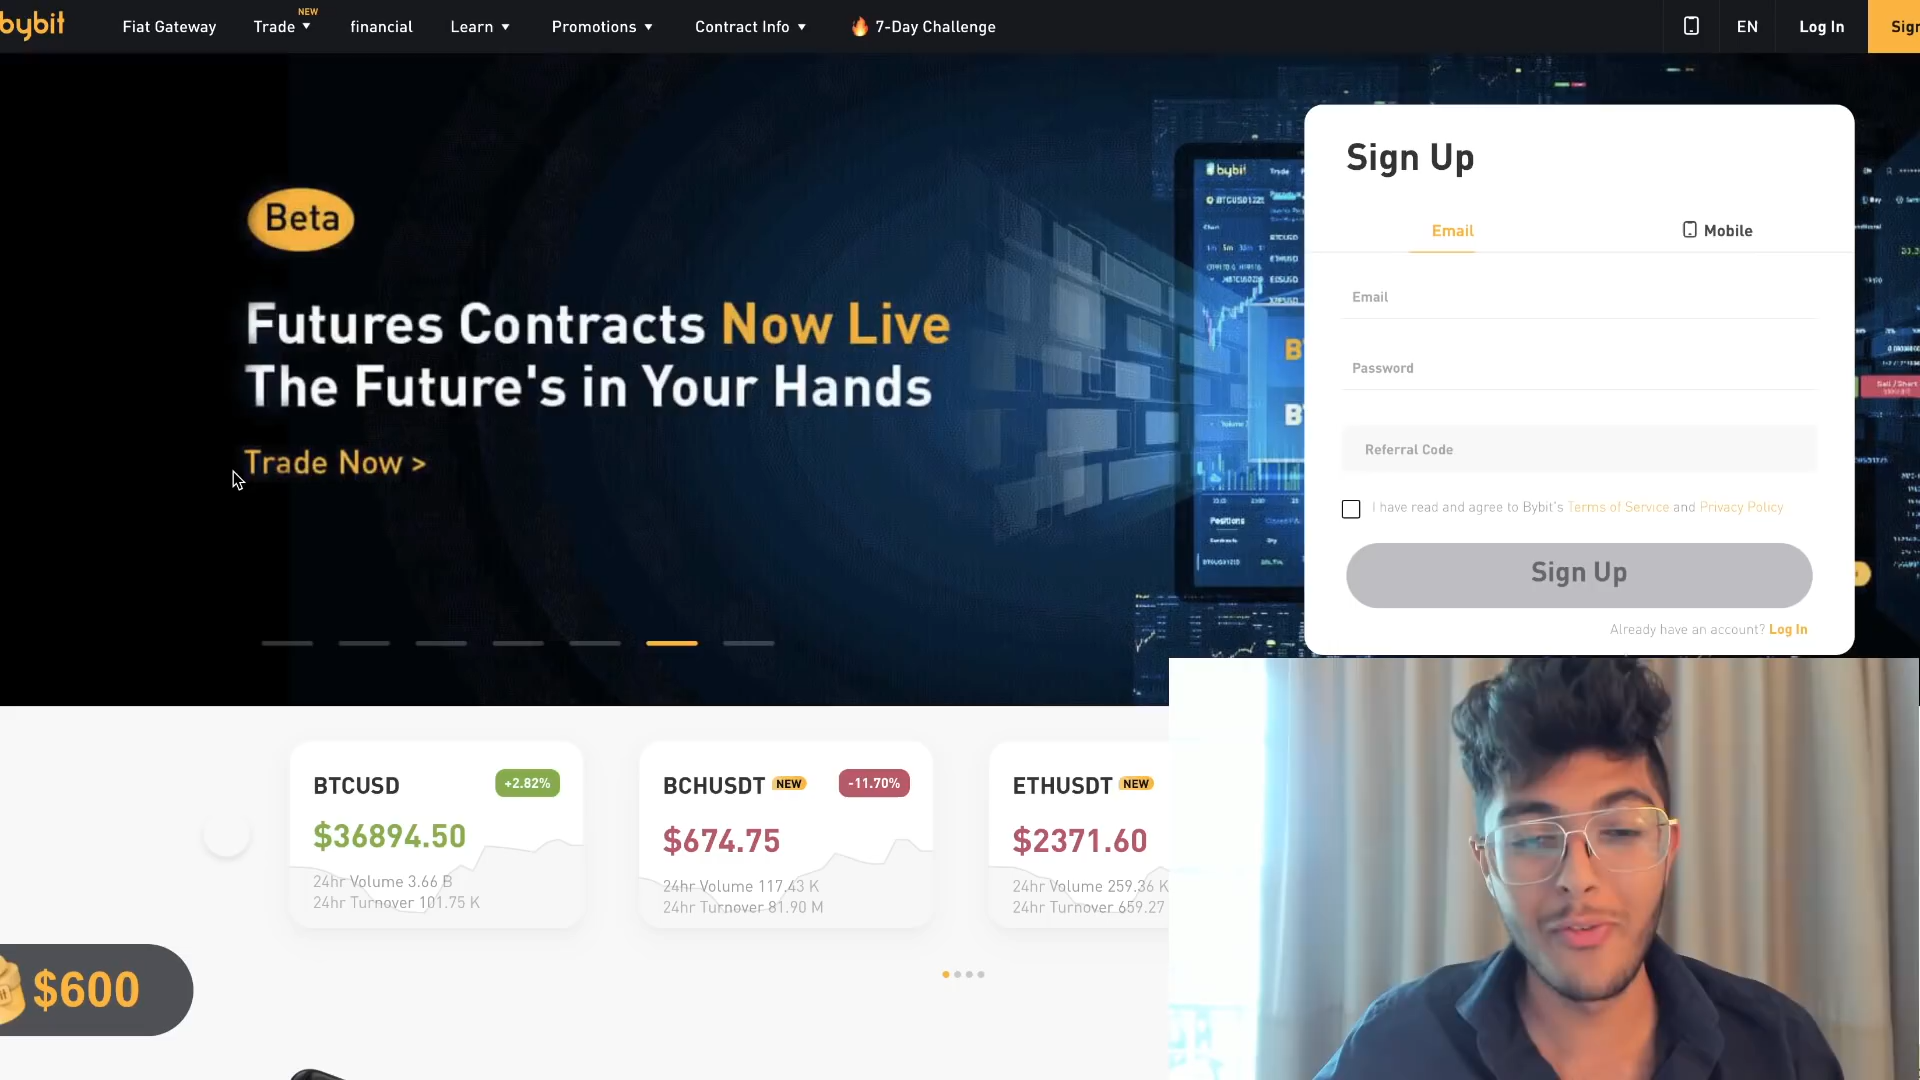 bybit
Fiat Gateway
Trade
NEW
financial
Learn
Promotions
Contract Info
7-Day Challenge
EN
Log In
Beta
Futures Contracts Now Live
The Future's in Your Hands
Trade Now >
bybit
Trade
Sign Up
Email
Mobile
Email
Password
Referral Code
I have read and agree to Bybit's Terms of Service and Privacy Policy
Sign Up
Already have an account? Log In
BTCUSD
+2.82%
$36894.50
24hr Volume 3.66 B
24hr Turnover 101.75 K
BCHUSDT NEW
-11.70%
$674.75
24hr Volume 117.43 K
24hr Turnover 81.90 M
ETHUSDT NEW
$2371.60
24hr Volume 259.36 K
24hr Turnover 659.27
$600